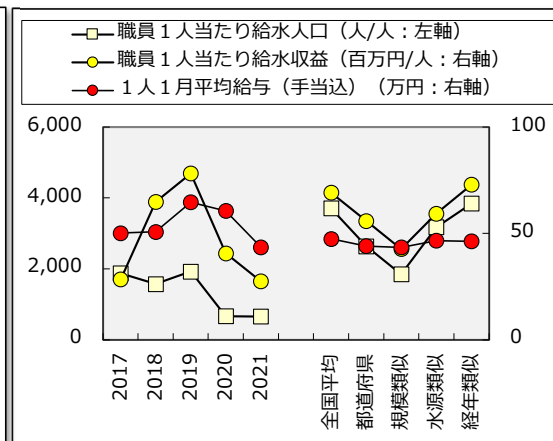 職員１人当たり給水人口（人/人：左軸）
職員１人当たり給水収益（百万円/人：右軸）
１人１月平均給与（手当込）（万円：右軸）
6,000
4,000
2,000
0
100
50
0
2017
2018
2019
2020
2021
全国平均
都道府県
規模類似
水源類似
経年類似